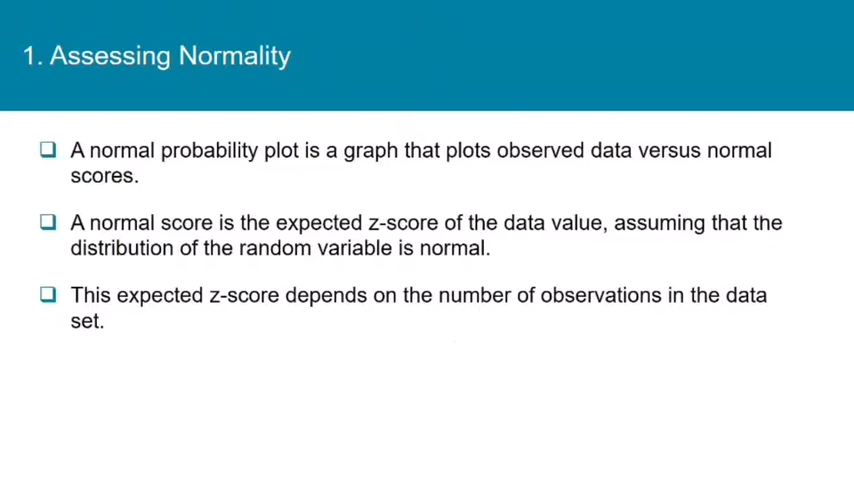 1. Assessing Normality
A normal probability plot is a graph that plots observed data versus normal
scores.
A normal score is the expected z-score of the data value, assuming that the
distribution of the random variable is normal.
This expected z-score depends on the number of observations in the data
set.